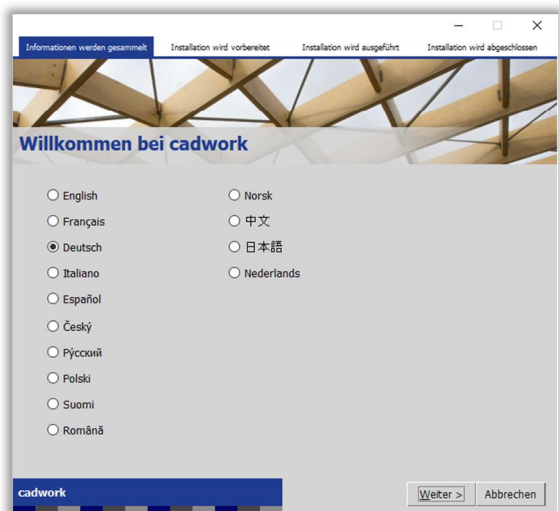 Informationen werden gesammelt Installation wird vorbereitet Installation wird ausgeführt Installation wird abgeschlossen
Willkommen bei cadwork
English
Français
Deutsch
Italiano
Español
Český
Рýсский
Polski
Suomi
Română
Norsk
中文
日本語
Nederlands
cadwork
Weiter > Abbrechen